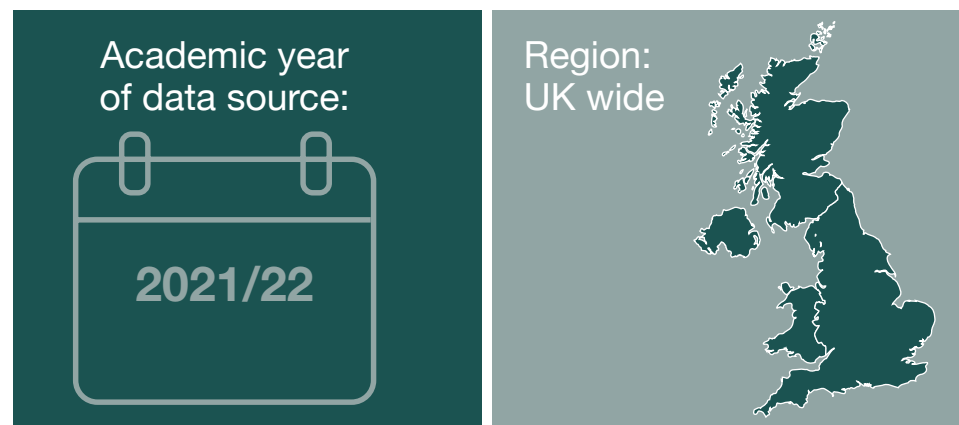 Academic year
of data source:
2021/22
Region:
UK wide